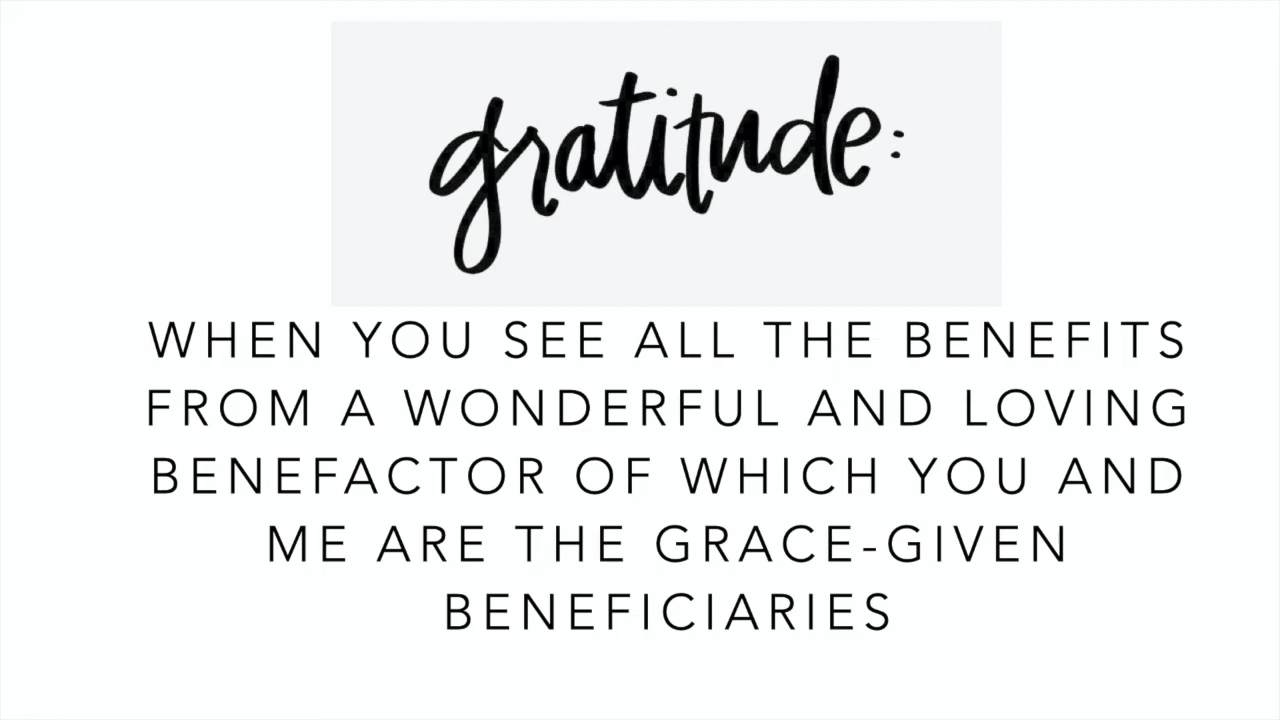 gratitude:
WHEN YOU SEE ALL THE BENEFITS
FROM A WONDERFUL AND LOVING
BENEFACTOR OF WHICH YOU AND
ME ARE THE GRACE-GIVEN
BENEFICIARIES